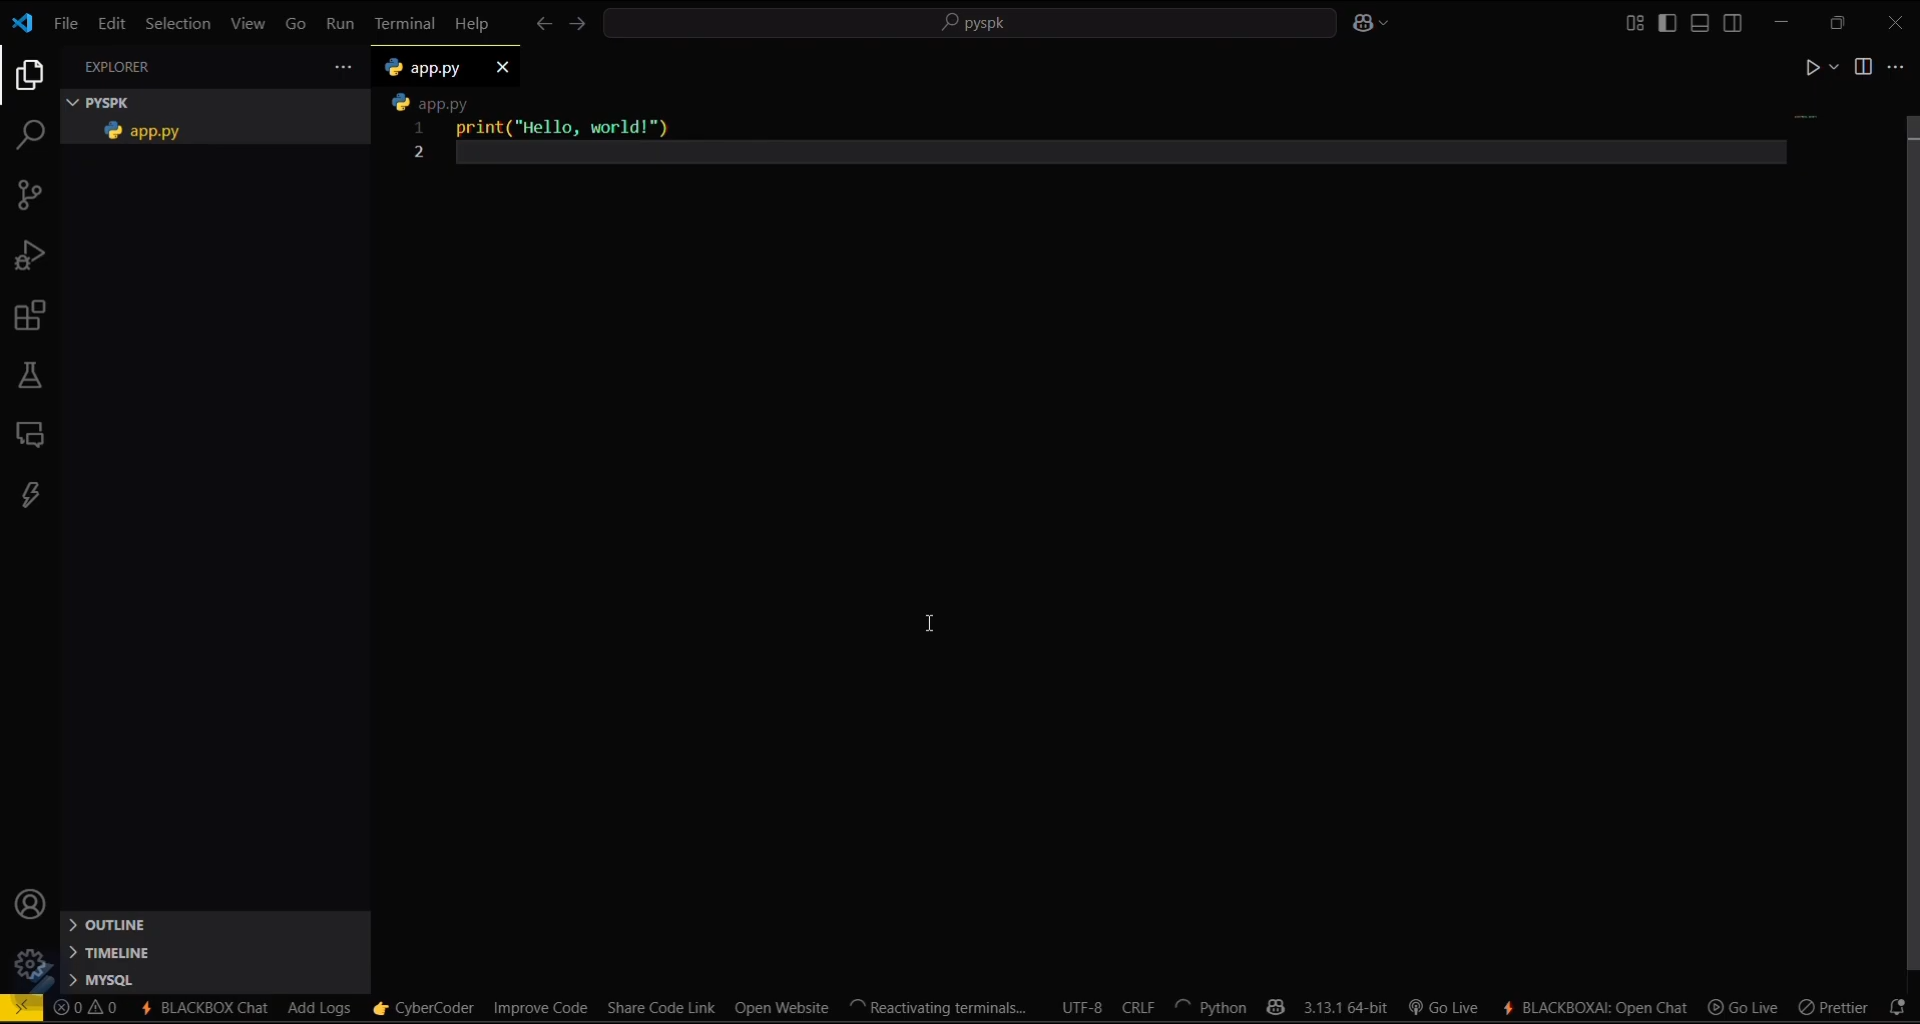 File Edit Selection View Go Run Terminal Help pyspk
EXPLORER
app.py
PYSPK
app.py
app.py
1 print("Hello, world!")
2
OUTLINE
TIMELINE
MYSQL
0 0 BLACKBOX Chat Add Logs CyberCoder Improve Code Share Code Link Open Website Reactivating terminals... UTF-8 CRLF Python 3.13.1 64-bit Go Live BLACKBOXAI: Open Chat Go Live Prettier